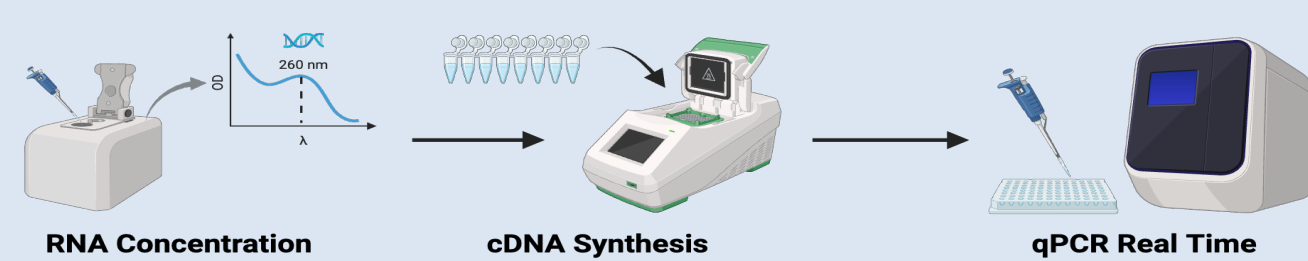 260 nm
OD
λ
RNA Concentration
cDNA Synthesis
qPCR Real Time